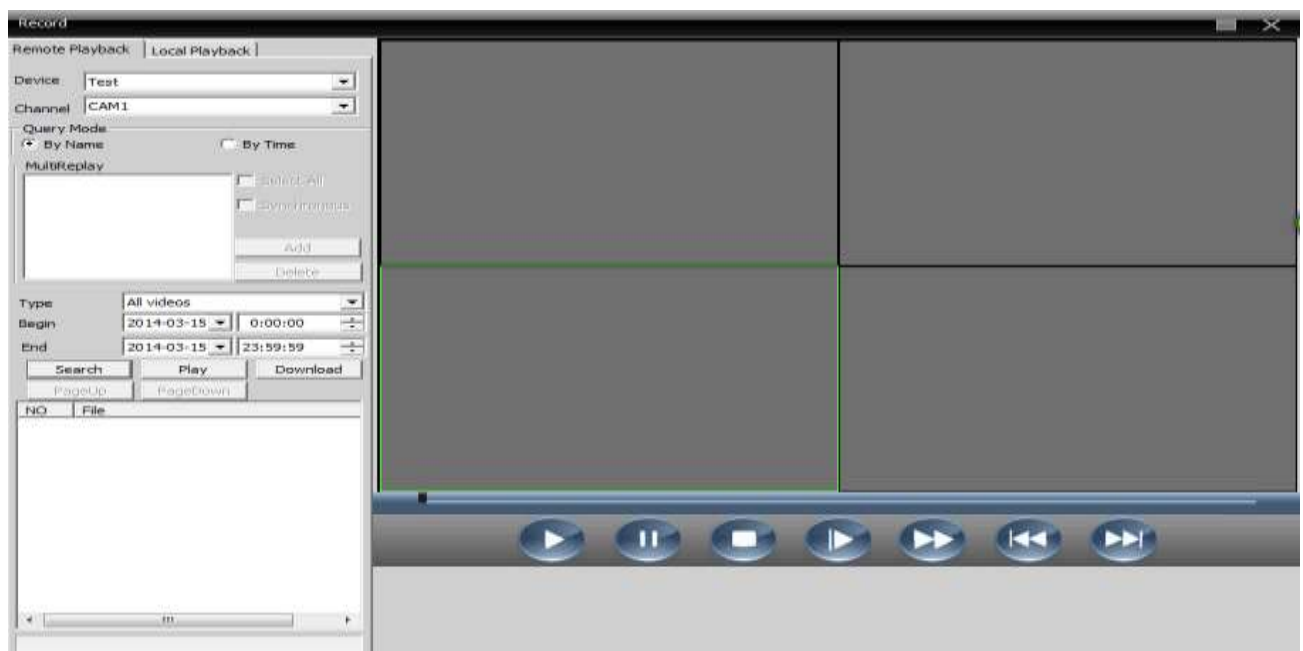 Record
Remote Playback Local Playback
Device Test
Channel CAM1
Query Mode
By Name By Time
MultiReplay
Select All
Synchronous
Add
Delete
Type All videos
Begin 2014-03-15 0:00:00
End 2014-03-15 23:59:59
Search Play Download
PageUp PageDown
NO File